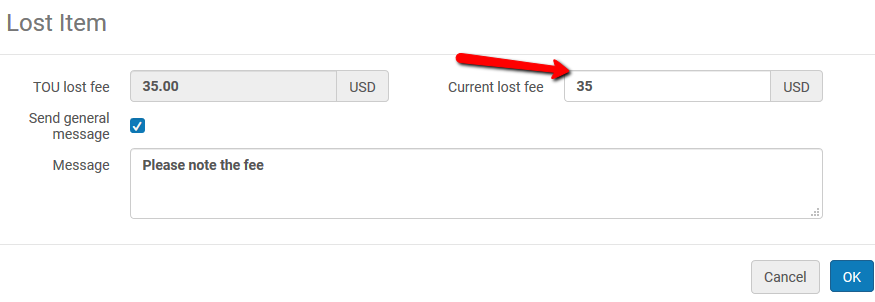 Lost Item
TOU lost fee 35.00 USD Current lost fee 35 USD
Send general
message
Message Please note the fee
Cancel OK